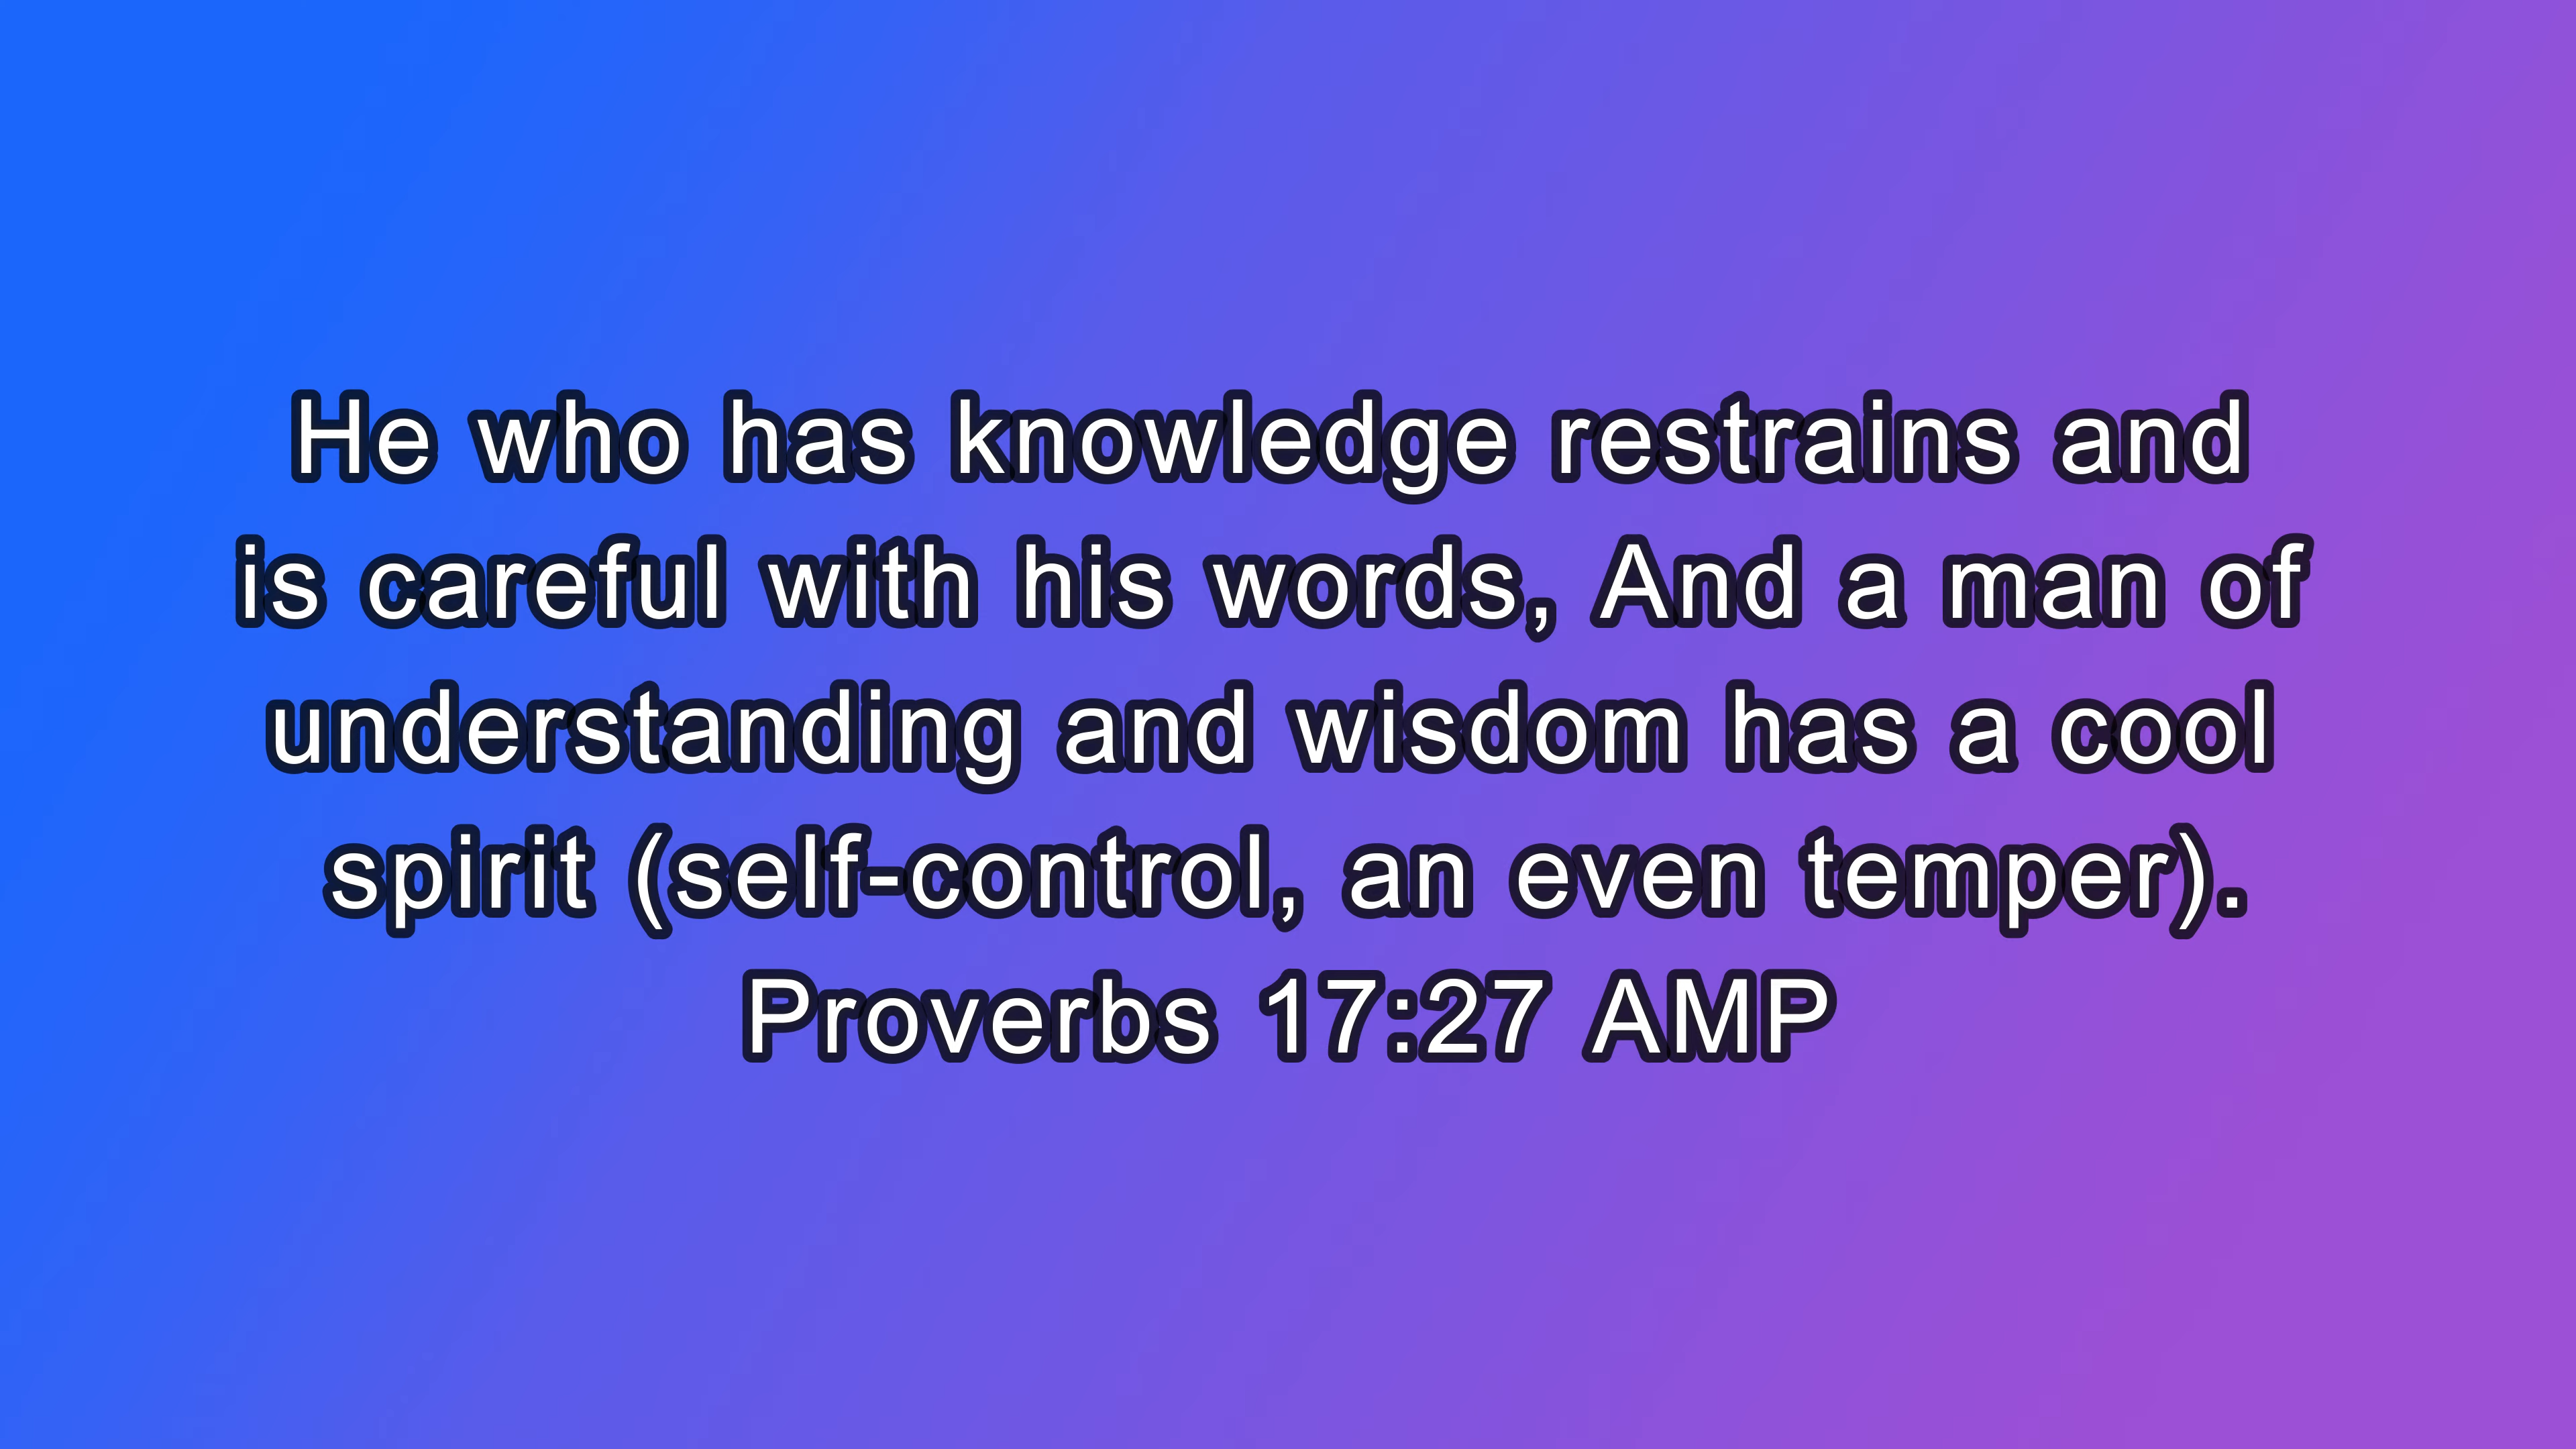 He who has knowledge restrains and
is careful with his words, And a man of
understanding and wisdom has a cool
spirit (self-control, an even temper).
Proverbs 17:27 AMP